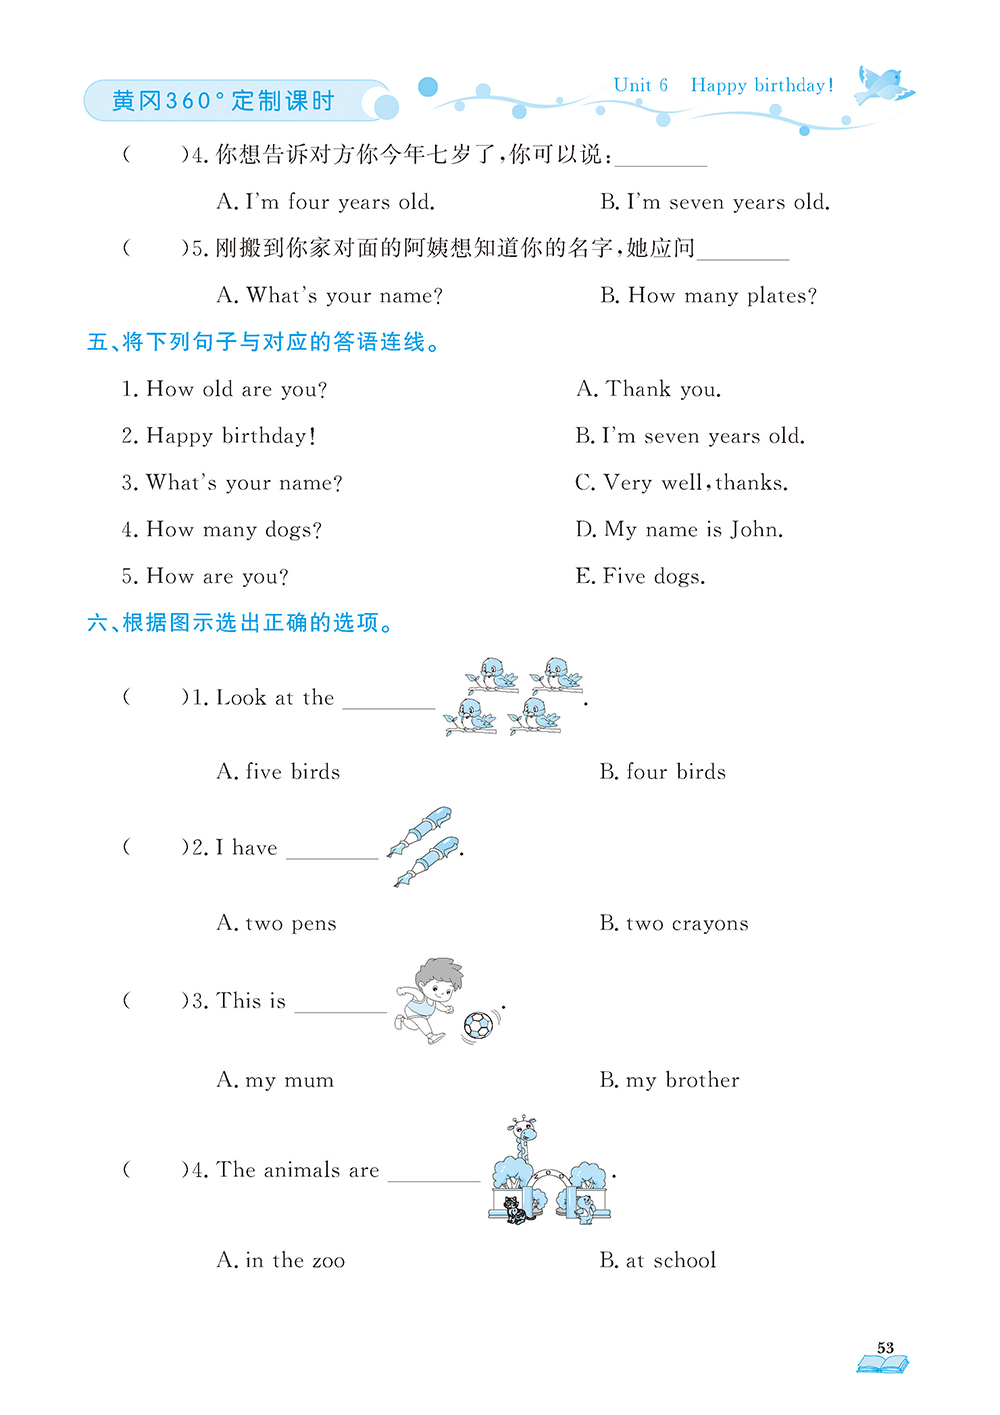 黄冈360°定制课时
Unit 6 Happy birthday!
( )4. 你想告诉对方你今年七岁了,你可以说:________
A. I'm four years old. B. I'm seven years old.
( )5. 刚搬到你家对面的阿姨想知道你的名字,她应问________
A. What's your name? B. How many plates?
五、将下列句子与对应的答语连线。
1. How old are you? A. Thank you.
2. Happy birthday! B. I'm seven years old.
3. What's your name? C. Very well, thanks.
4. How many dogs? D. My name is John.
5. How are you? E. Five dogs.
六、根据图示选出正确的选项。
( )1. Look at the ________ .
A. five birds B. four birds
( )2. I have ________ .
A. two pens B. two crayons
( )3. This is ________ .
A. my mum B. my brother
( )4. The animals are ________ .
ZOO
A. in the zoo B. at school
53